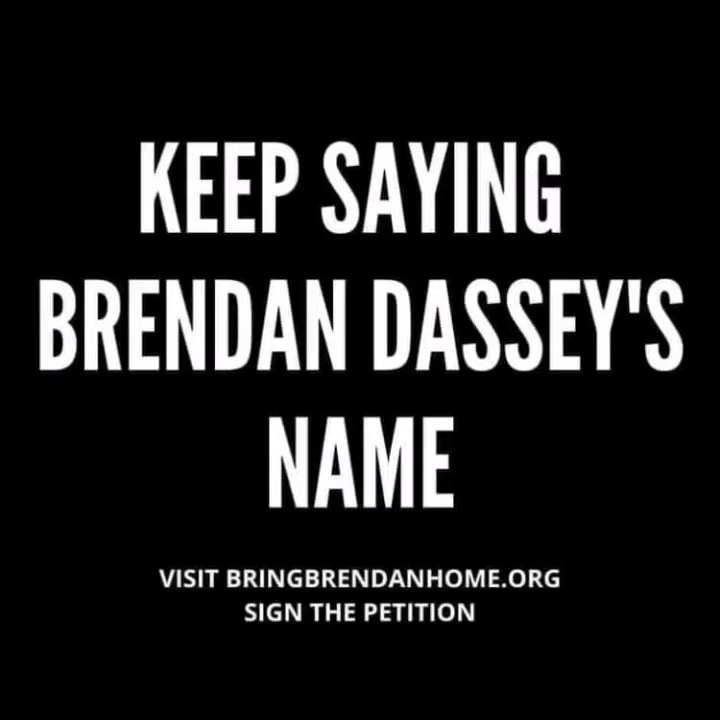 KEEP SAYING
BRENDAN DASSEY'S
NAME
VISIT BRINGBRENDANHOME.ORG
SIGN THE PETITION